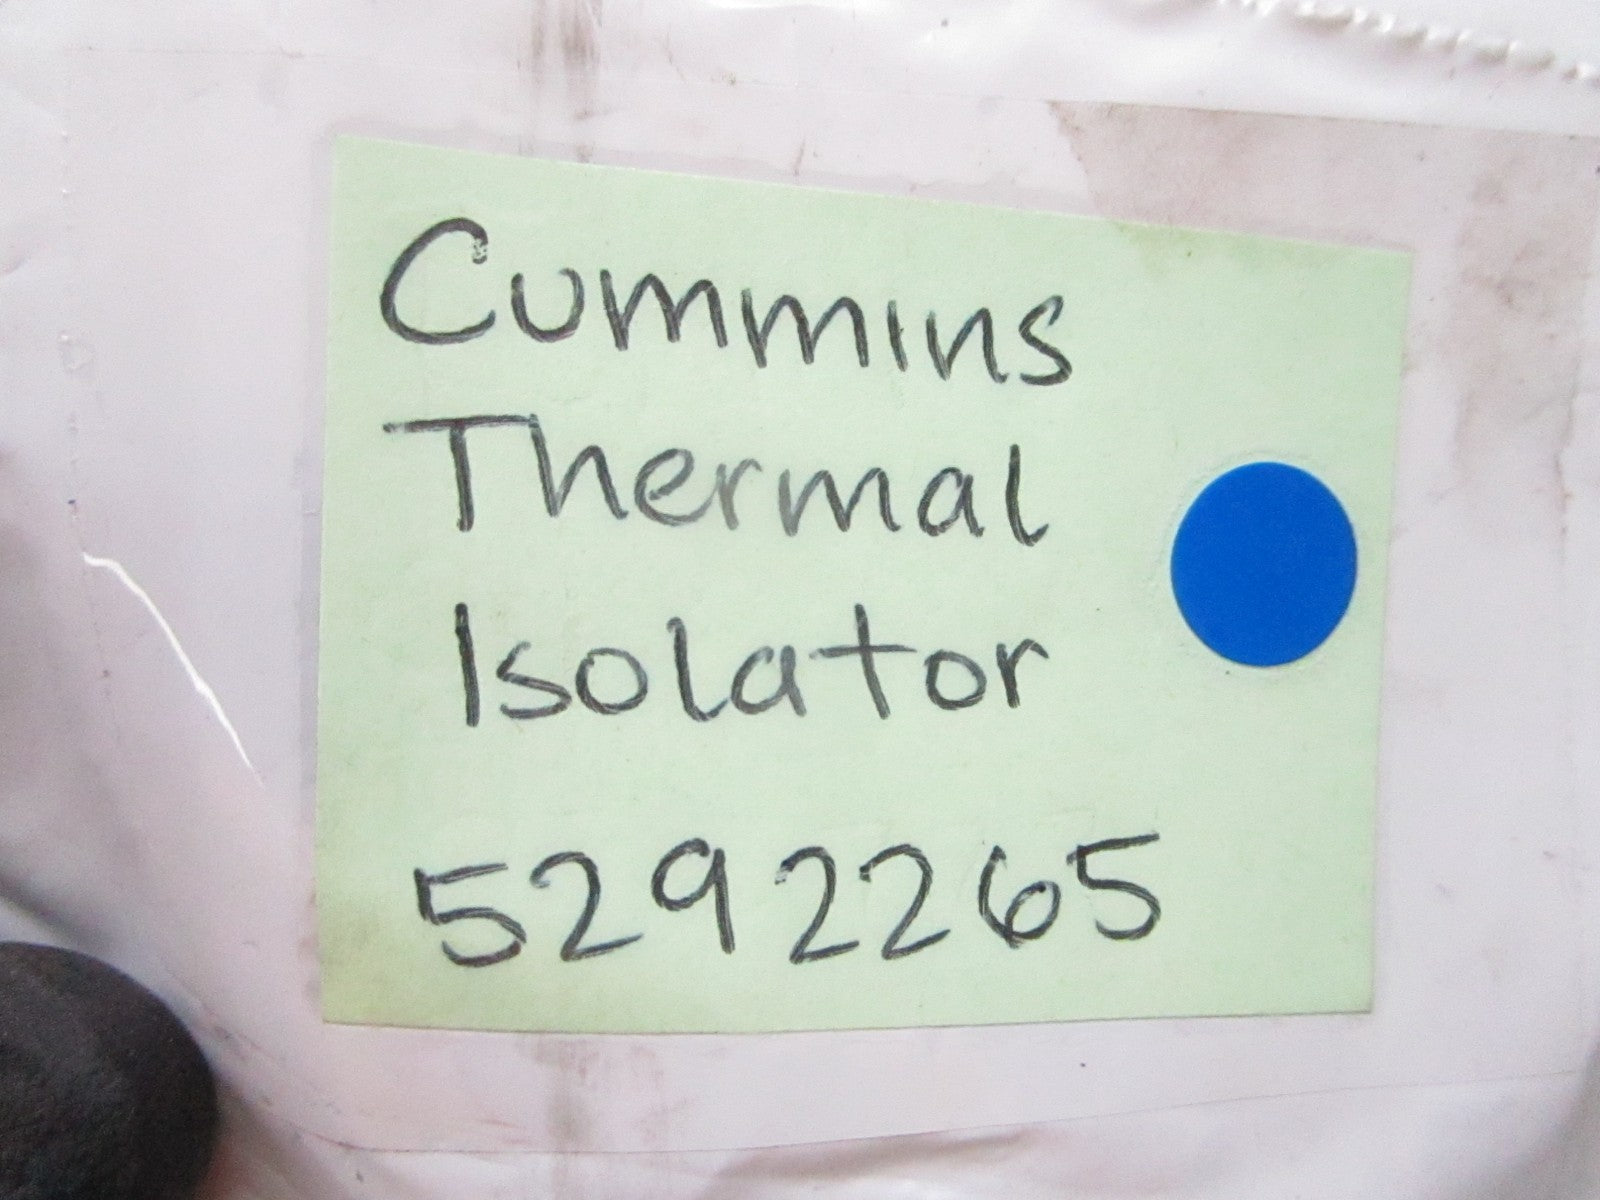 Cummins
Thermal
Isolator
5292265